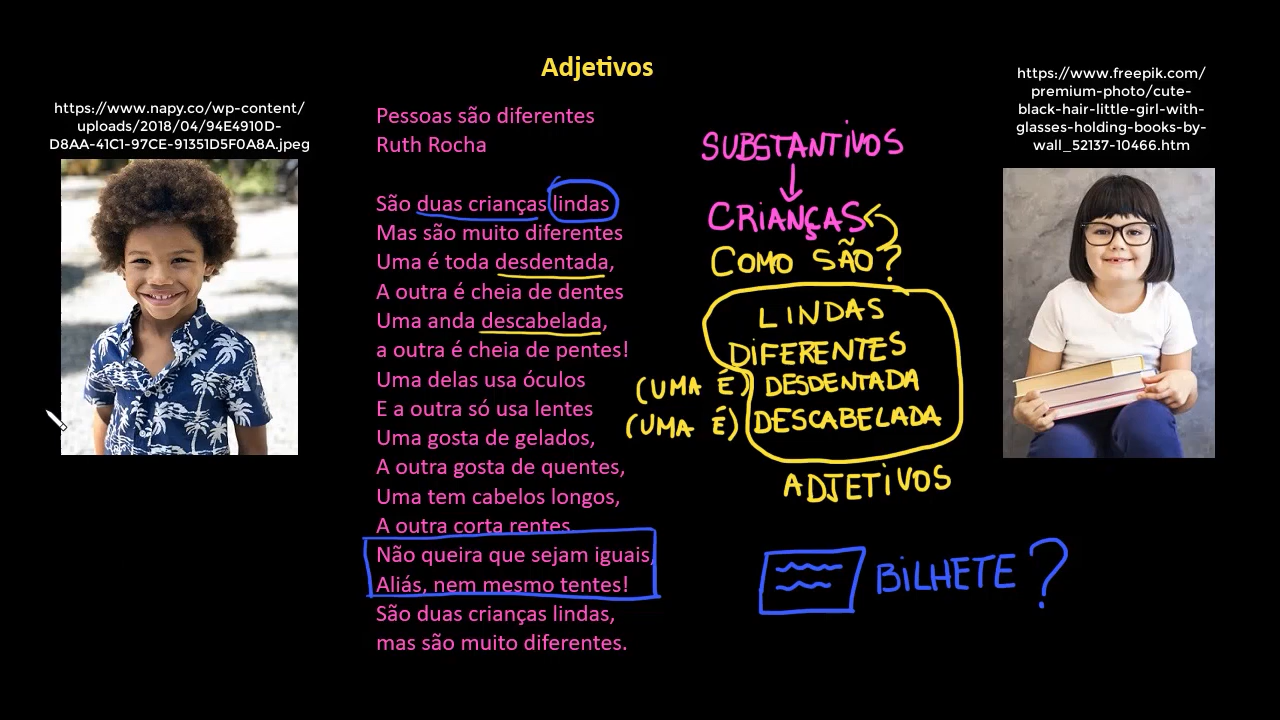 Adjetivos
https://www.napy.co/wp-content/
uploads/2018/04/94E4910D-
D8AA-41C1-97CE-91351D5F0A8A.jpeg
Pessoas são diferentes
Ruth Rocha
São duas crianças lindas
Mas são muito diferentes
Uma é toda desdentada,
A outra é cheia de dentes
Uma anda descabelada,
a outra é cheia de pentes!
Uma delas usa óculos
E a outra só usa lentes
Uma gosta de gelados,
A outra gosta de quentes,
Uma tem cabelos longos,
A outra corta rentes
Não queira que sejam iguais,
Aliás, nem mesmo tentes!
São duas crianças lindas,
mas são muito diferentes.
SUBSTANTIVOS
CRIANÇAS
COMO SÃO?
LINDAS
DIFERENTES
(UMA É) DESDENTADA
(UMA É) DESCABELADA
ADJETIVOS
BILHETE?
https://www.freepik.com/
premium-photo/cute-
black-hair-little-girl-with-
glasses-holding-books-by-
wall_52137-10466.htm